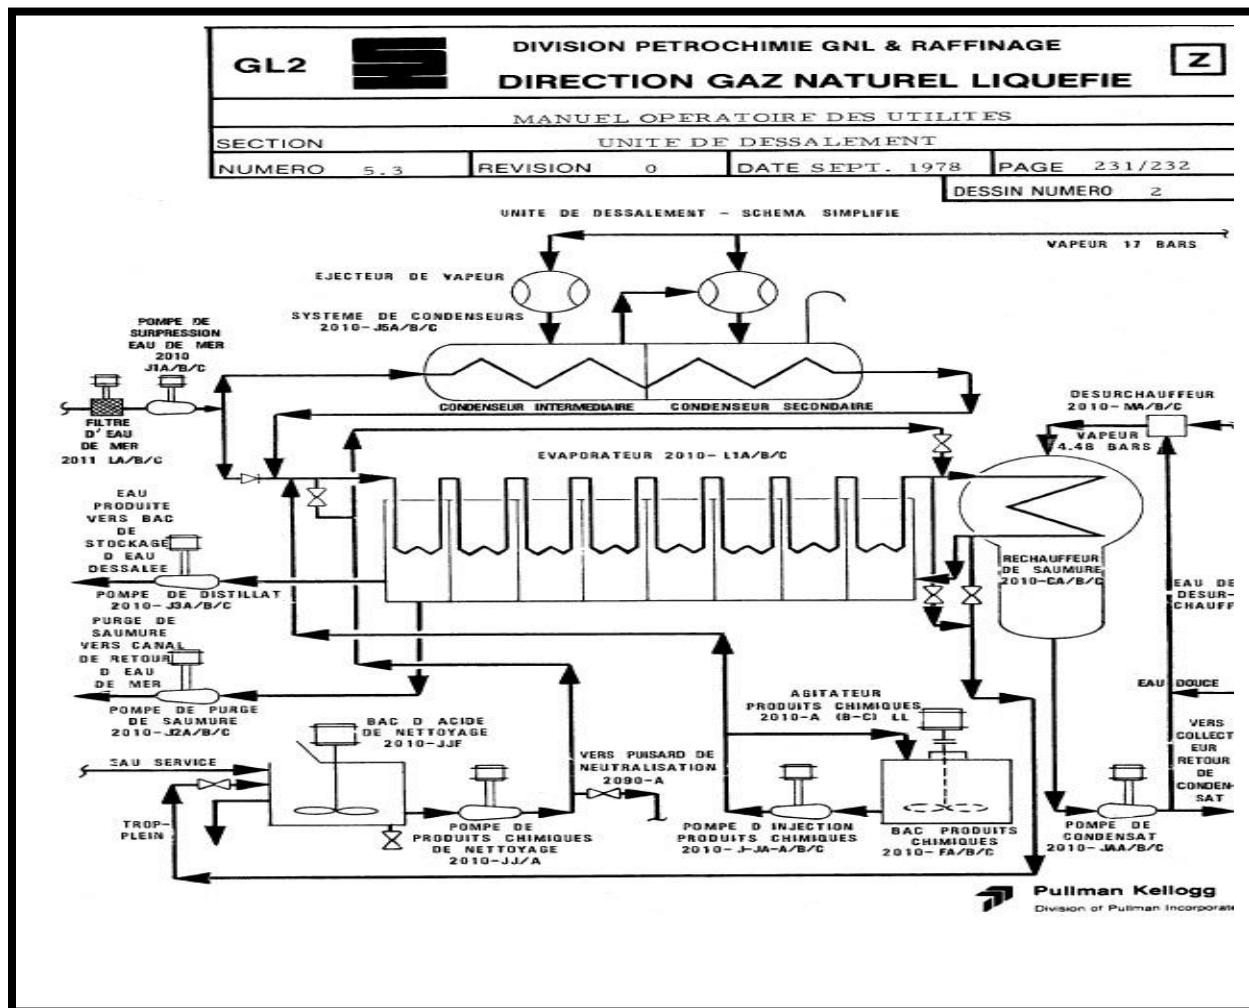 GL2
DIVISION PETROCHIMIE GNL & RAFFINAGE
DIRECTION GAZ NATUREL LIQUEFIE
Z
MANUEL OPERATOIRE DES UTILITES
SECTION UNITE DE DESSALEMENT
NUMERO 5.3 REVISION 0 DATE SEPT. 1978 PAGE 231/232
DESSIN NUMERO 2
UNITE DE DESSALEMENT - SCHEMA SIMPLIFIE
VAPEUR 17 BARS
EJECTEUR DE VAPEUR
SYSTEME DE CONDENSEURS
2010-J5A/B/C
POMPE DE
SURPRESSION
EAU DE MER
2010
J1A/B/C
CONDENSEUR INTERMEDIAIRE
CONDENSEUR SECONDAIRE
FILTRE
D'EAU
DE MER
2011 LA/B/C
DESURCHAUFFEUR
2010-MA/B/C
VAPEUR
4.48 BARS
EVAPORATEUR 2010-L1A/B/C
EAU
PRODUITE
VERS BAC
DE
STOCKAGE
D EAU
DESSALEE
POMPE DE DISTILLAT
2010-J3A/B/C
RECHAUFFEUR
DE SAUMURE
2010-CA/B/C
EAU DE
DESUR-
CHAUFF
PURGE DE
SAUMURE
VERS CANAL
DE RETOUR
D EAU
DE MER
POMPE DE PURGE
DE SAUMURE
2010-J2A/B/C
EAU DOUCE
AGITATEUR
PRODUITS CHIMIQUES
2010-A (B-C) LL
BAC D ACIDE
DE NETTOYAGE
2010-JJF
VERS PUISARD DE
NEUTRALISATION
2090-A
VERS
COLLECT
EUR
RETOUR
DE
CONDEN-
SAT
EAU SERVICE
TROP-
PLEIN
POMPE DE
PRODUITS CHIMIQUES
DE NETTOYAGE
2010-JJ/A
POMPE D INJECTION
PRODUITS CHIMIQUES
2010-J-JA-A/B/C
BAC PRODUITS
CHIMIQUES
2010-FA/B/C
POMPE DE
CONDENSAT
2010-JAA/B/C
Pullman Kellogg
Division of Pullman Incorporate